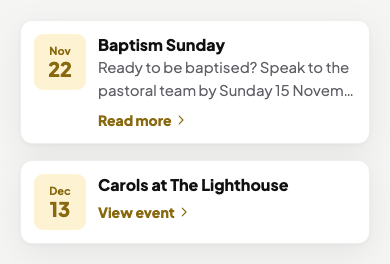 Nov
22
Baptism Sunday
Ready to be baptised? Speak to the
pastoral team by Sunday 15 Novem…
Read more
Dec
13
Carols at The Lighthouse
View event